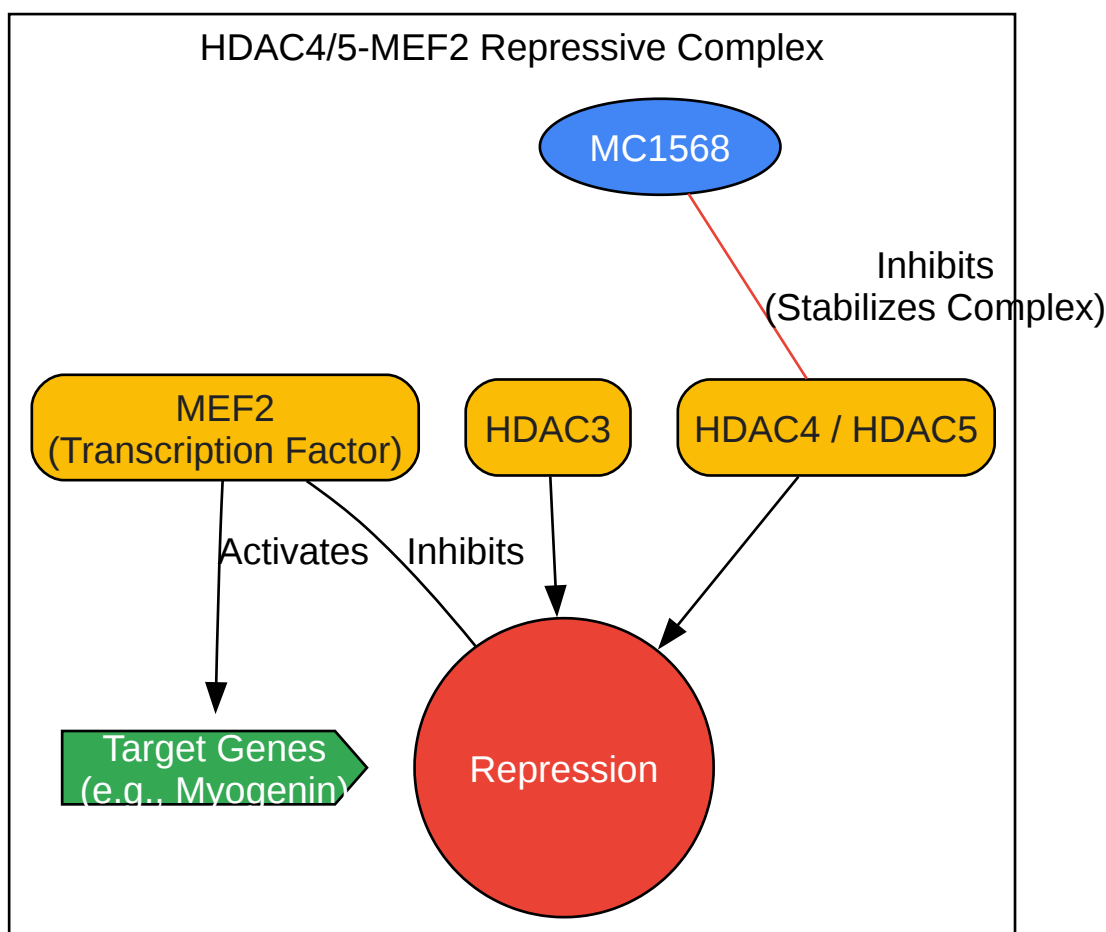 HDAC4/5-MEF2 Repressive Complex
MC1568
Inhibits
(Stabilizes Complex)
MEF2
(Transcription Factor)
HDAC3
HDAC4 / HDAC5
Activates
Inhibits
Target Genes
(e.g., Myogenin)
Repression